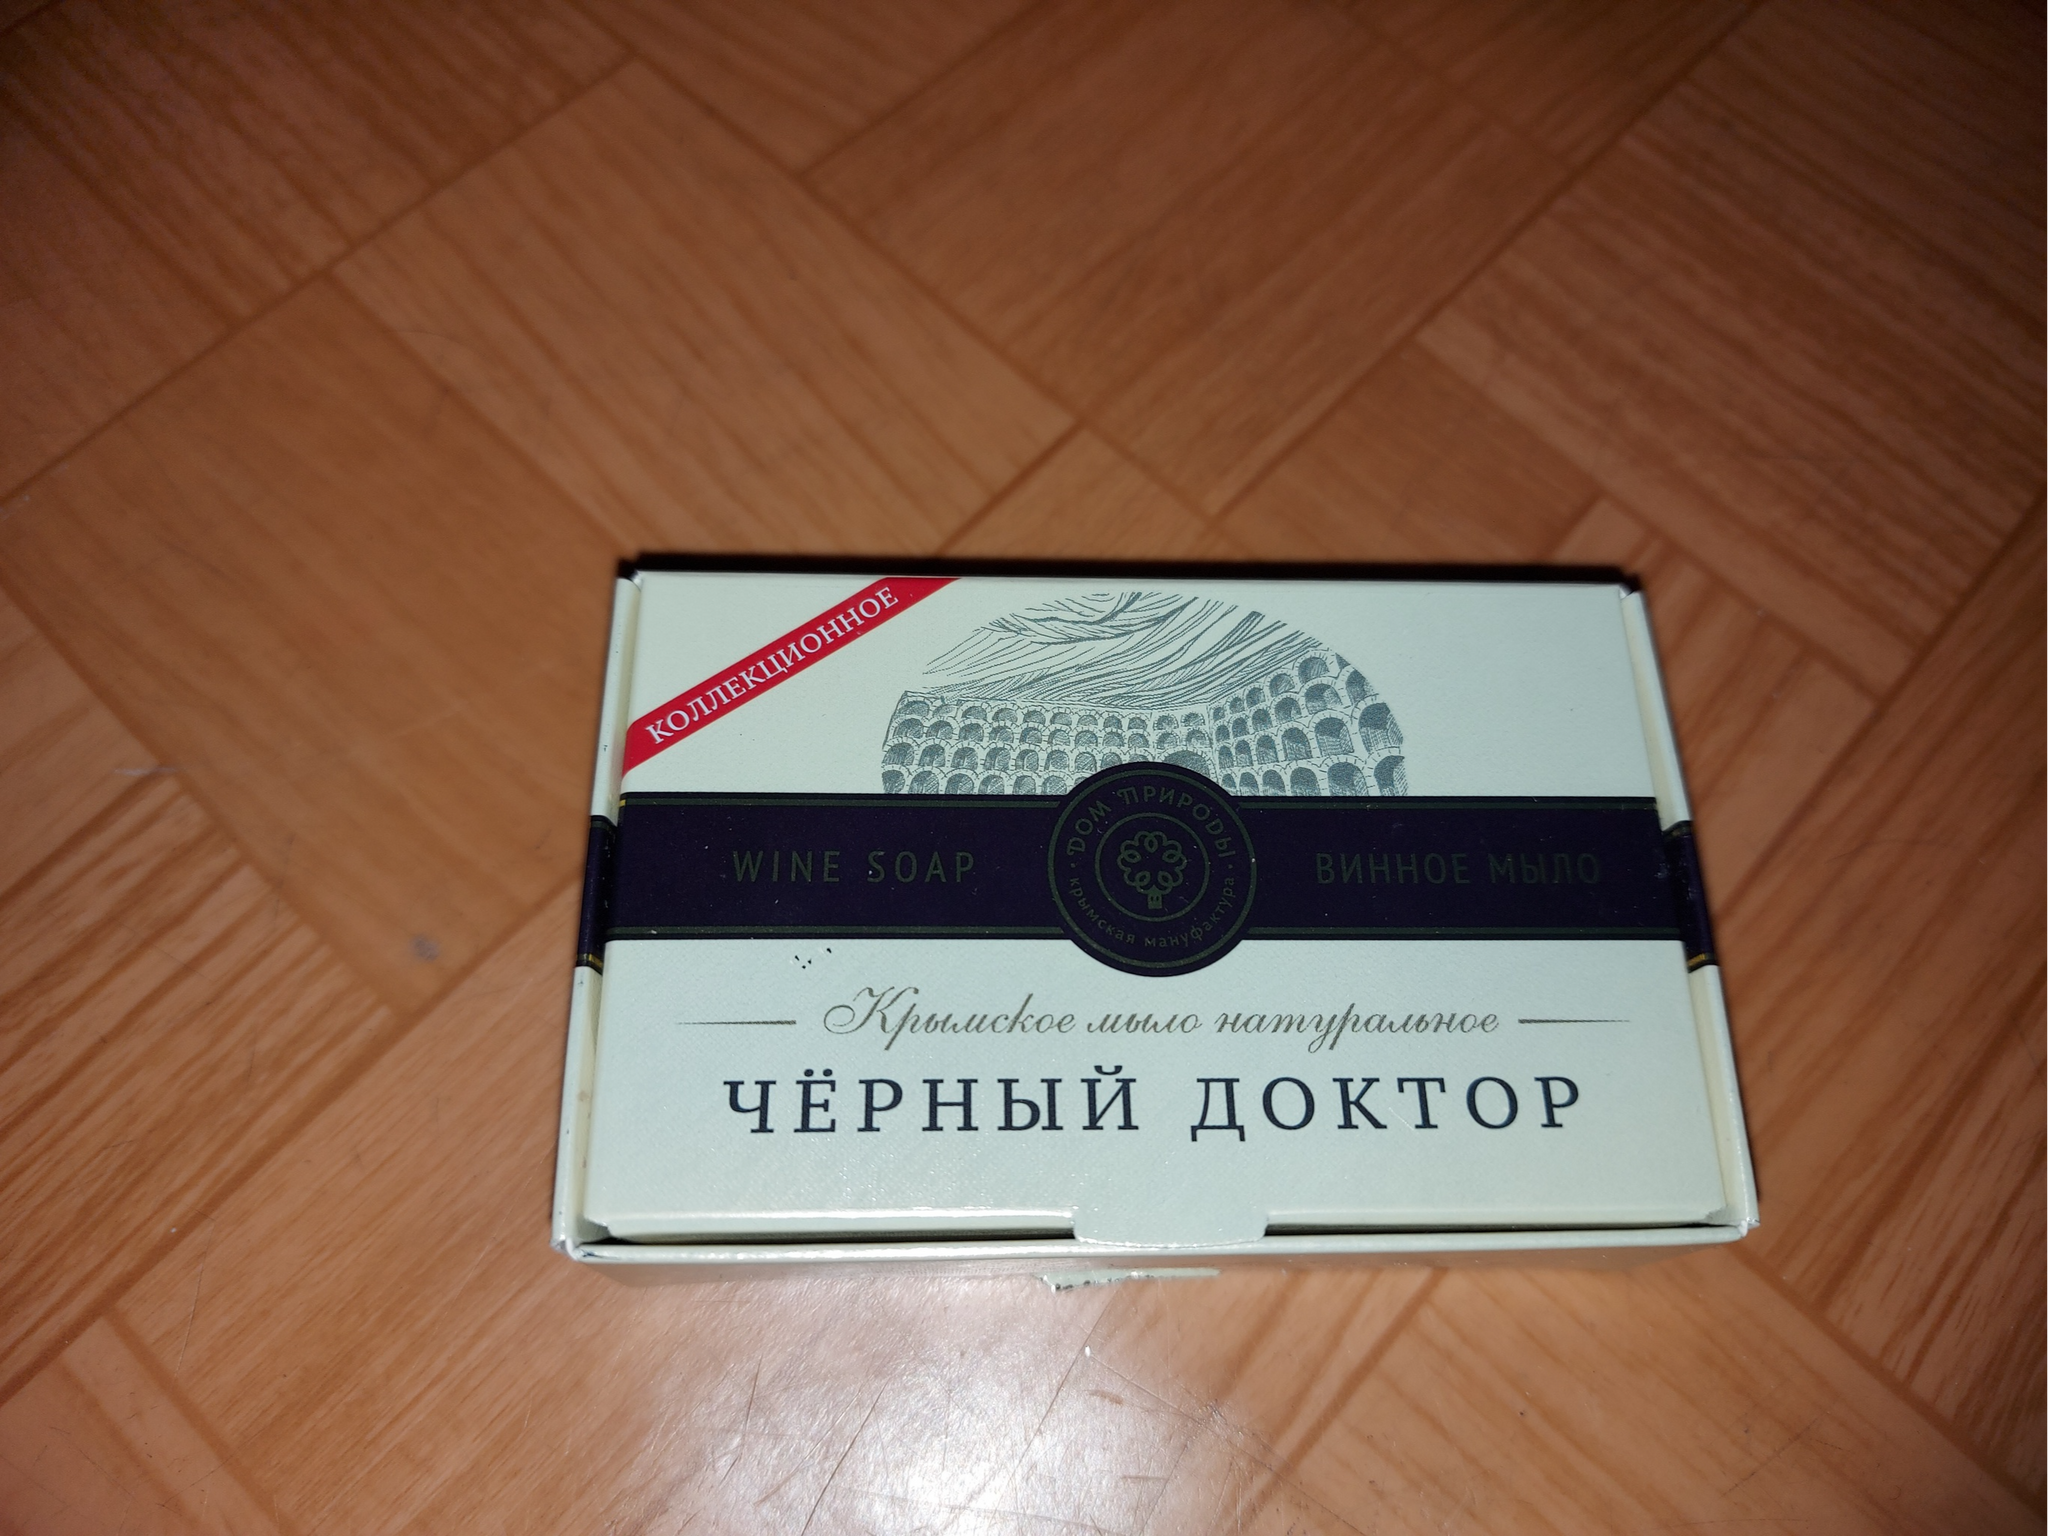 КОЛЛЕКЦИОННОЕ
WINE SOAP
ДОМ ПРИРОДЫ
крымская мануфактура
ВИННОЕ МЫЛО
Крымское мыло натуральное
ЧЁРНЫЙ ДОКТОР